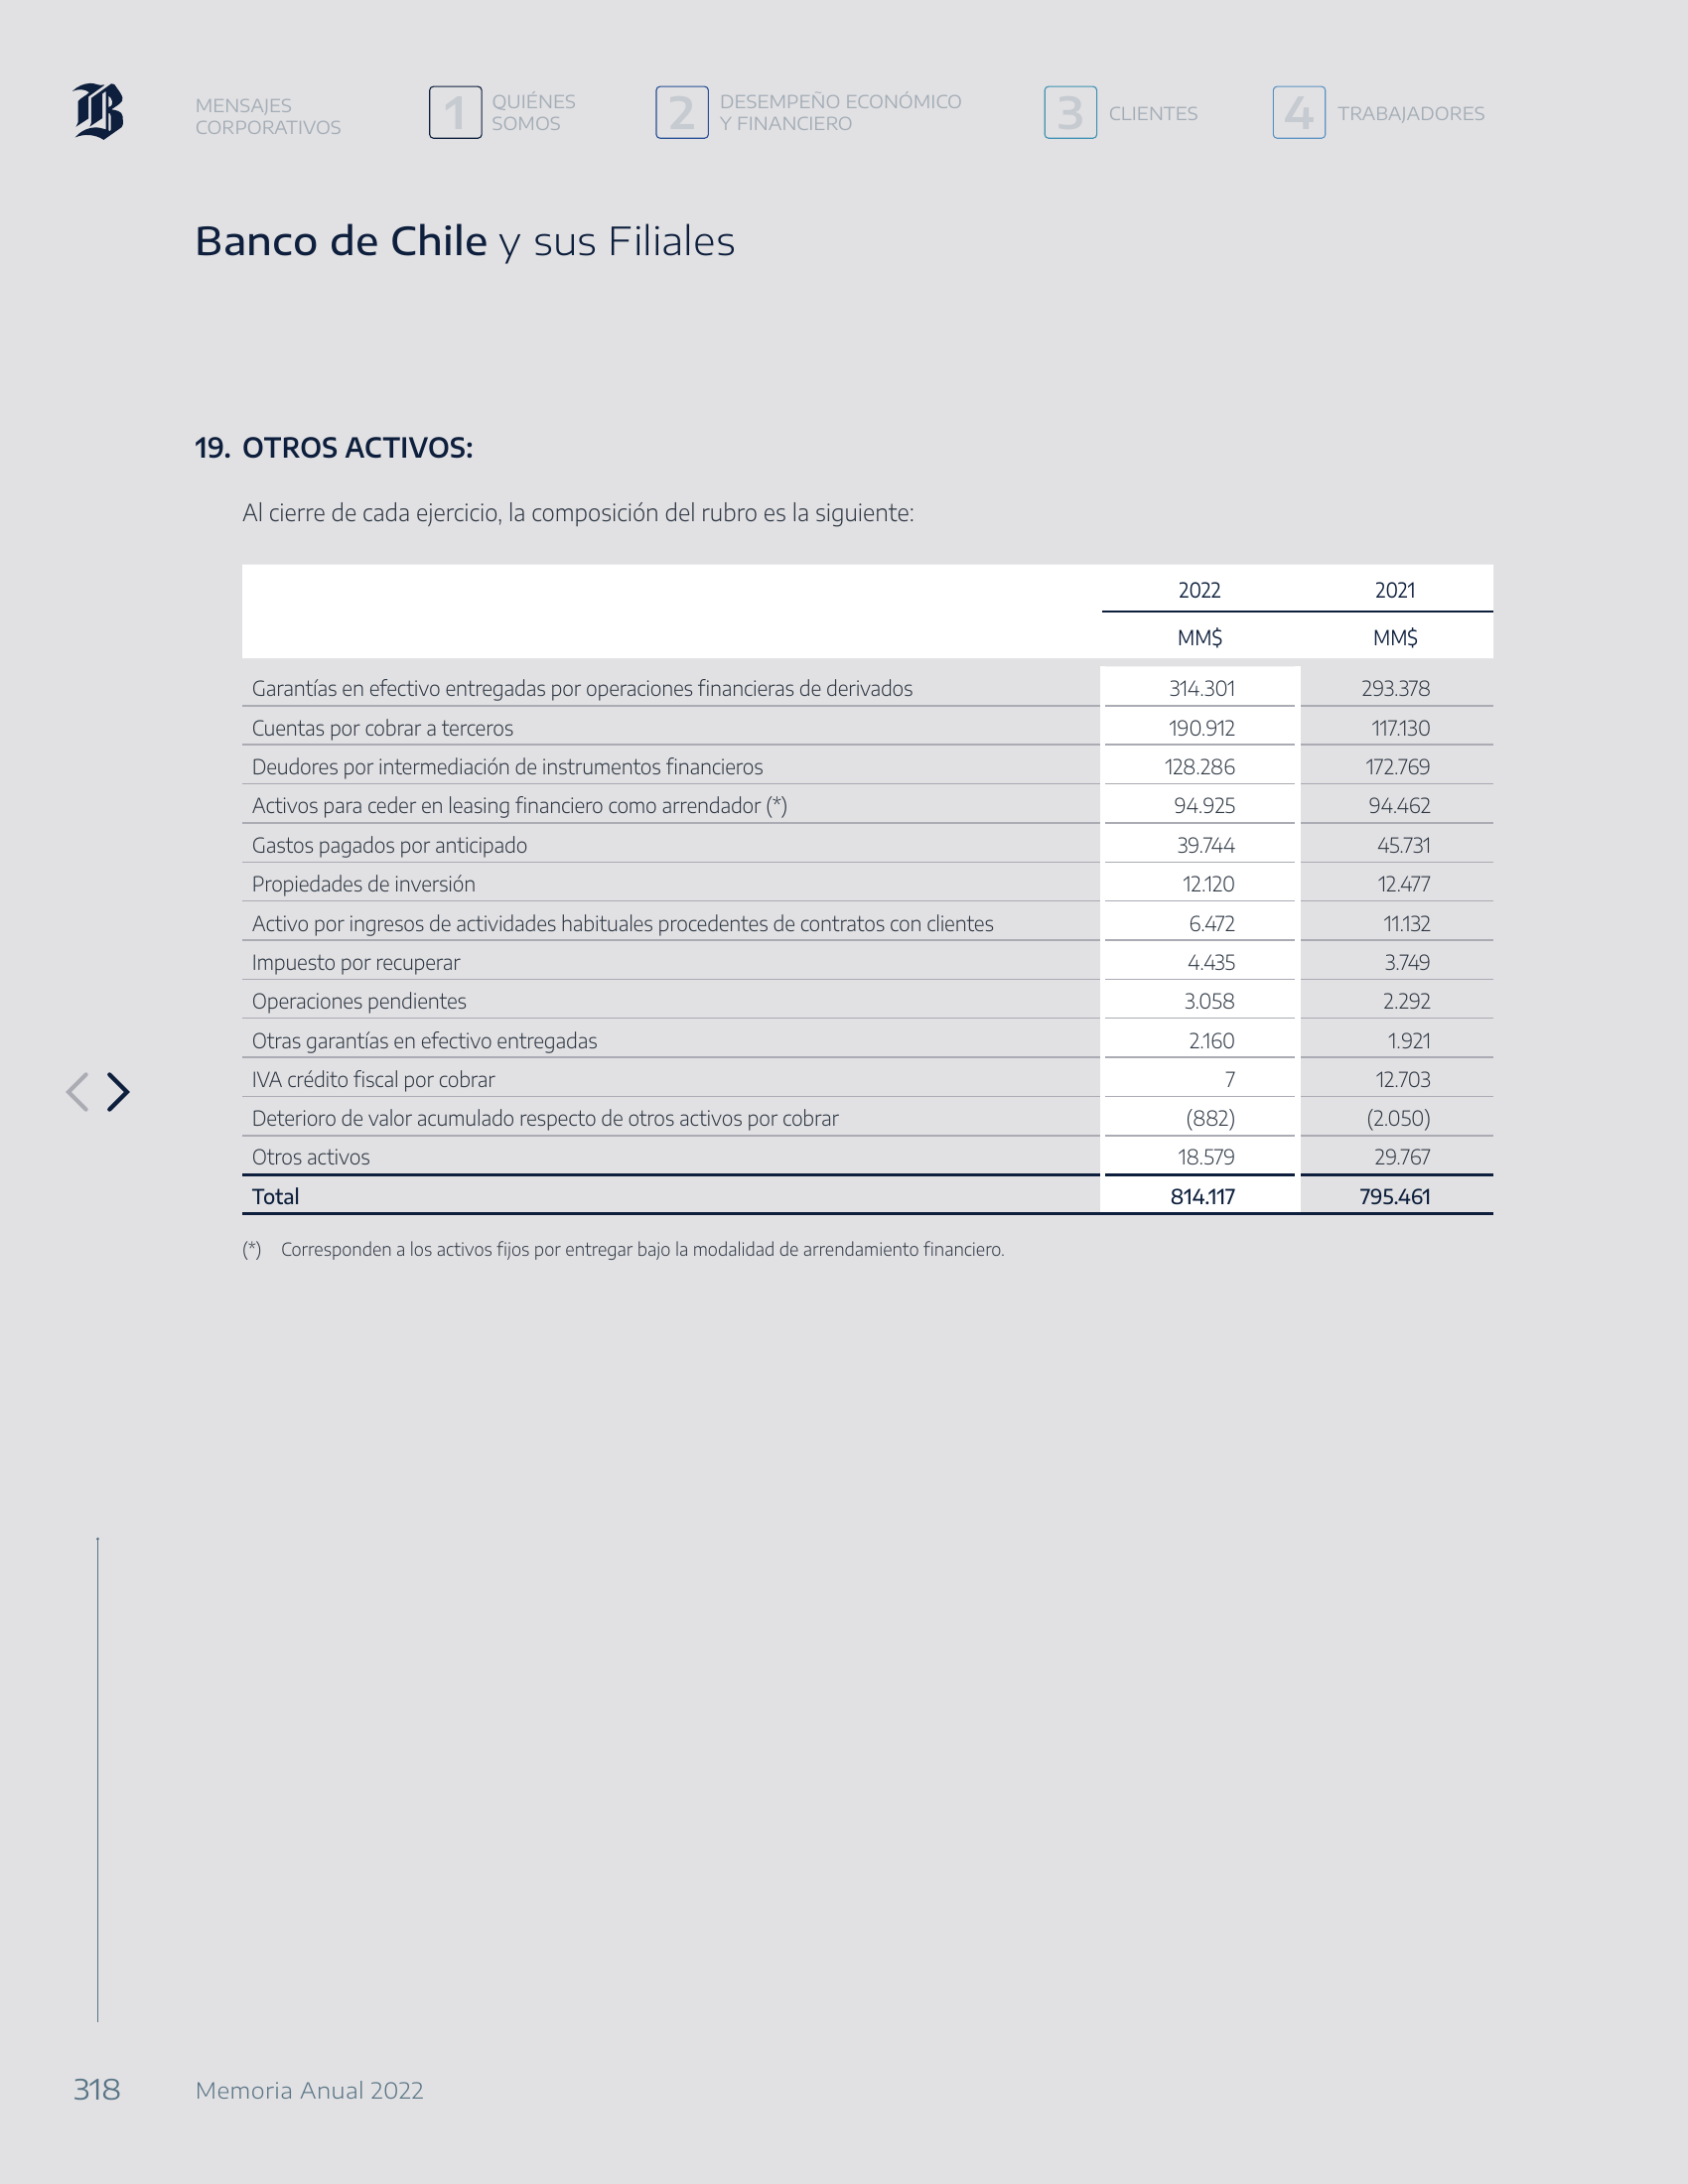 MENSAJES
CORPORATIVOS
1 QUIÉNES
SOMOS
2 DESEMPEÑO ECONÓMICO
Y FINANCIERO
3 CLIENTES
4 TRABAJADORES
Banco de Chile y sus Filiales
19. OTROS ACTIVOS:
Al cierre de cada ejercicio, la composición del rubro es la siguiente:
2022 2021
MM$ MM$
Garantías en efectivo entregadas por operaciones financieras de derivados 314.301 293.378
Cuentas por cobrar a terceros 190.912 117.130
Deudores por intermediación de instrumentos financieros 128.286 172.769
Activos para ceder en leasing financiero como arrendador (*) 94.925 94.462
Gastos pagados por anticipado 39.744 45.731
Propiedades de inversión 12.120 12.477
Activo por ingresos de actividades habituales procedentes de contratos con clientes 6.472 11.132
Impuesto por recuperar 4.435 3.749
Operaciones pendientes 3.058 2.292
Otras garantías en efectivo entregadas 2.160 1.921
IVA crédito fiscal por cobrar 7 12.703
Deterioro de valor acumulado respecto de otros activos por cobrar (882) (2.050)
Otros activos 18.579 29.767
Total 814.117 795.461
(*) Corresponden a los activos fijos por entregar bajo la modalidad de arrendamiento financiero.
318 Memoria Anual 2022